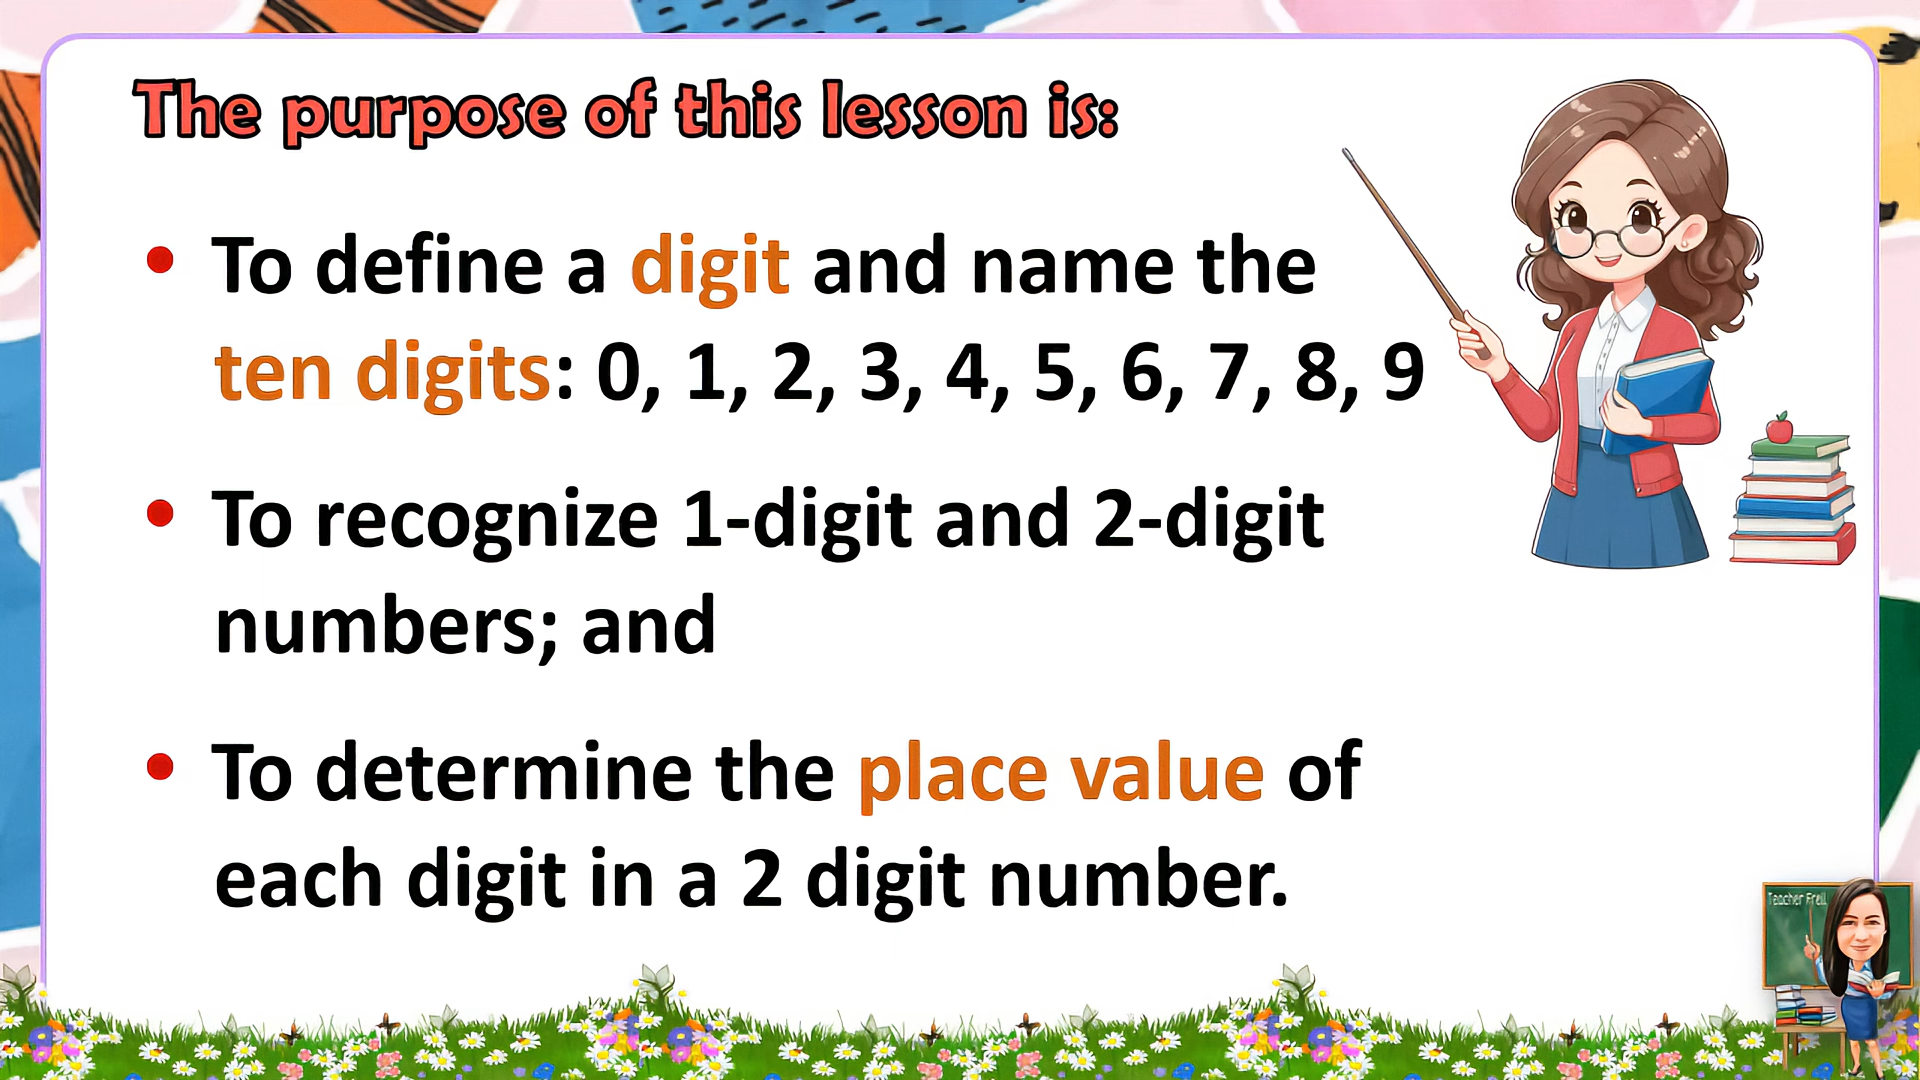 The purpose of this lesson is:
• To define a digit and name the
ten digits: 0, 1, 2, 3, 4, 5, 6, 7, 8, 9
• To recognize 1-digit and 2-digit
numbers; and
• To determine the place value of
each digit in a 2 digit number.
Teacher Frell